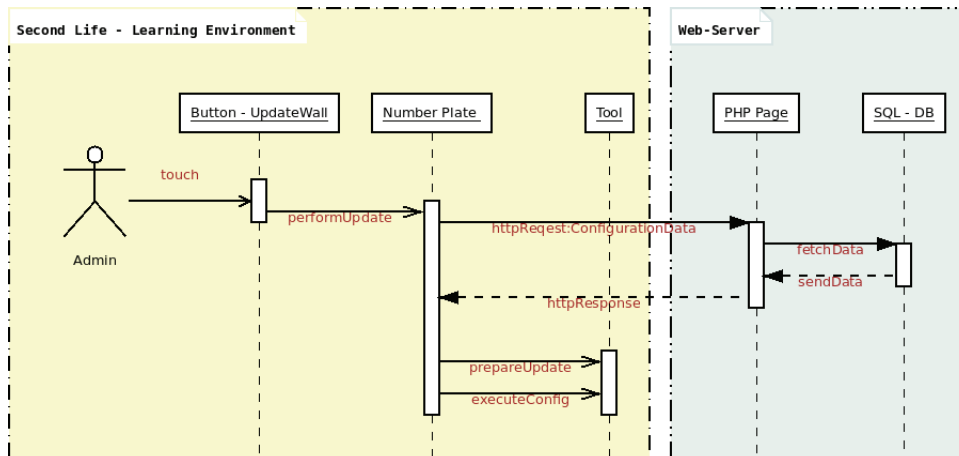 Second Life - Learning Environment
Web-Server
Button - UpdateWall
Number Plate
Tool
PHP Page
SQL - DB
touch
performUpdate
httpReqest:ConfigurationData
fetchData
Admin
sendData
httpResponse
prepareUpdate
executeConfig